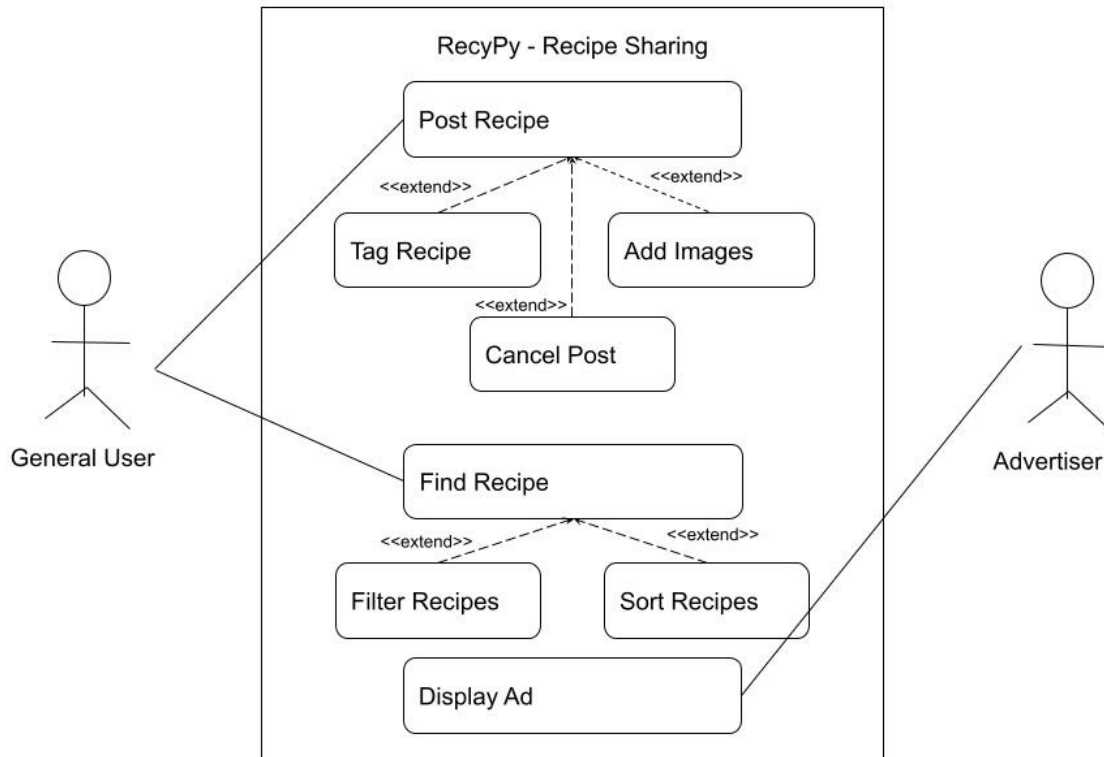 RecyPy - Recipe Sharing
Post Recipe
<<extend>>
<<extend>>
Tag Recipe
Add Images
<<extend>>
Cancel Post
General User
Advertiser
Find Recipe
<<extend>>
<<extend>>
Filter Recipes
Sort Recipes
Display Ad